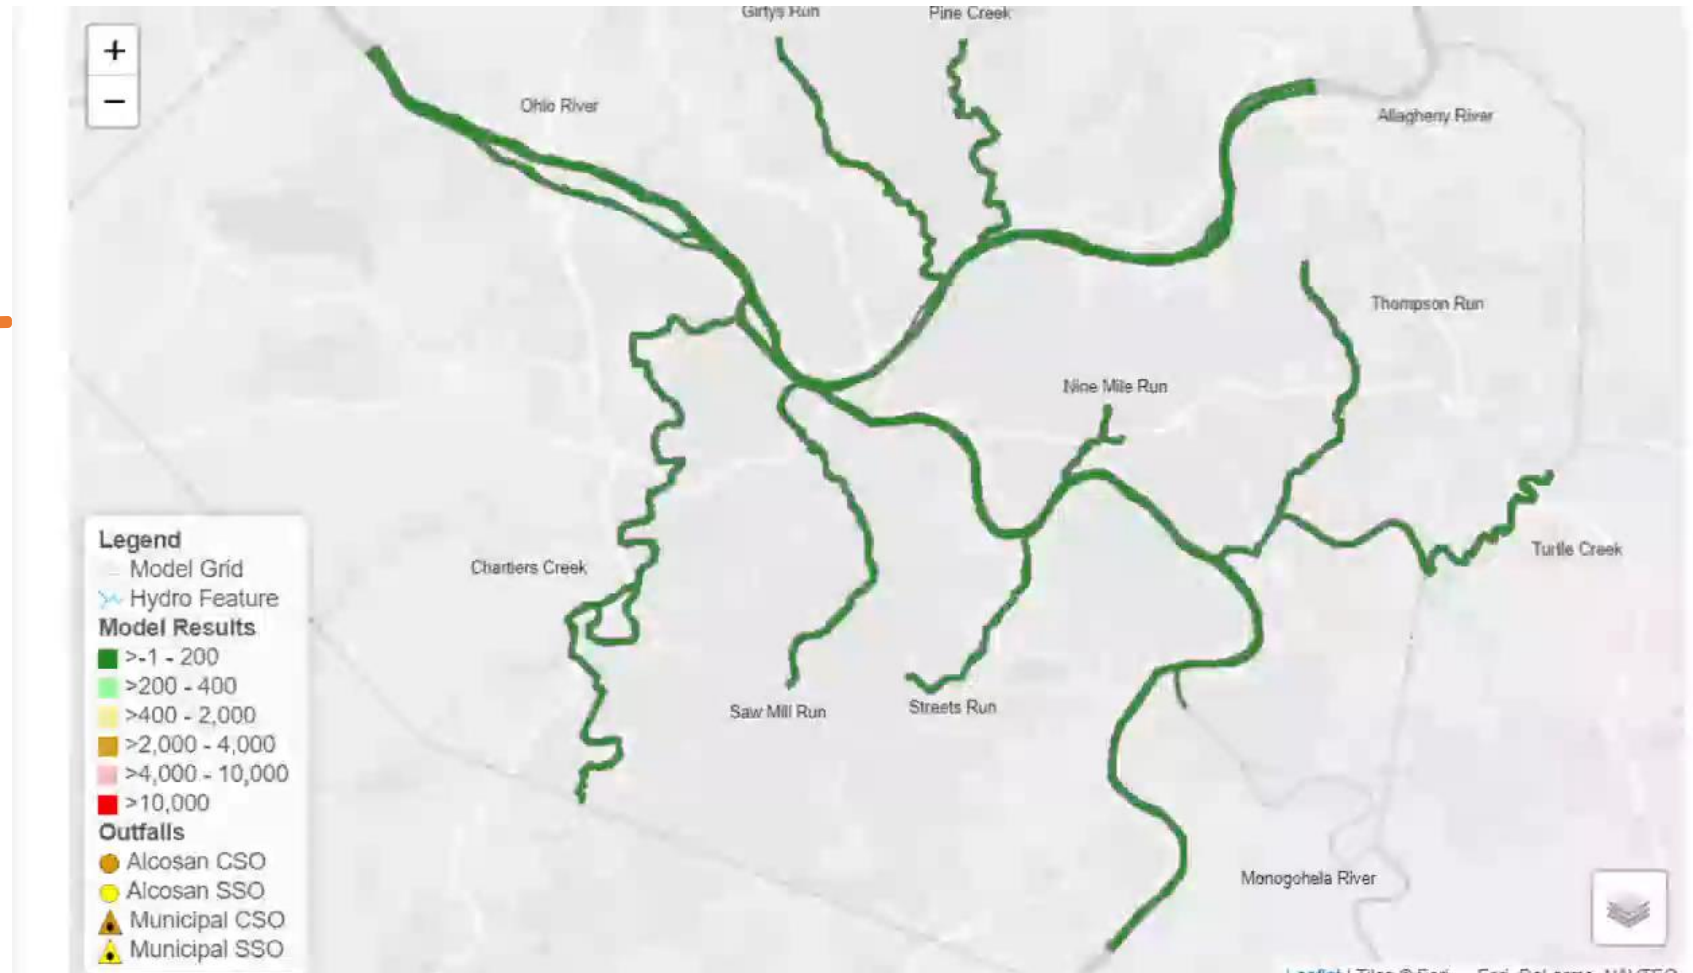 Girtys Run
Pine Creek
+
−
Ohio River
Allagheny River
Thompson Run
Nine Mile Run
Turtle Creek
Chartiers Creek
Saw Mill Run
Streets Run
Monogohela River
Legend
Model Grid
Hydro Feature
Model Results
>-1 - 200
>200 - 400
>400 - 2,000
>2,000 - 4,000
>4,000 - 10,000
>10,000
Outfalls
Alcosan CSO
Alcosan SSO
Municipal CSO
Municipal SSO